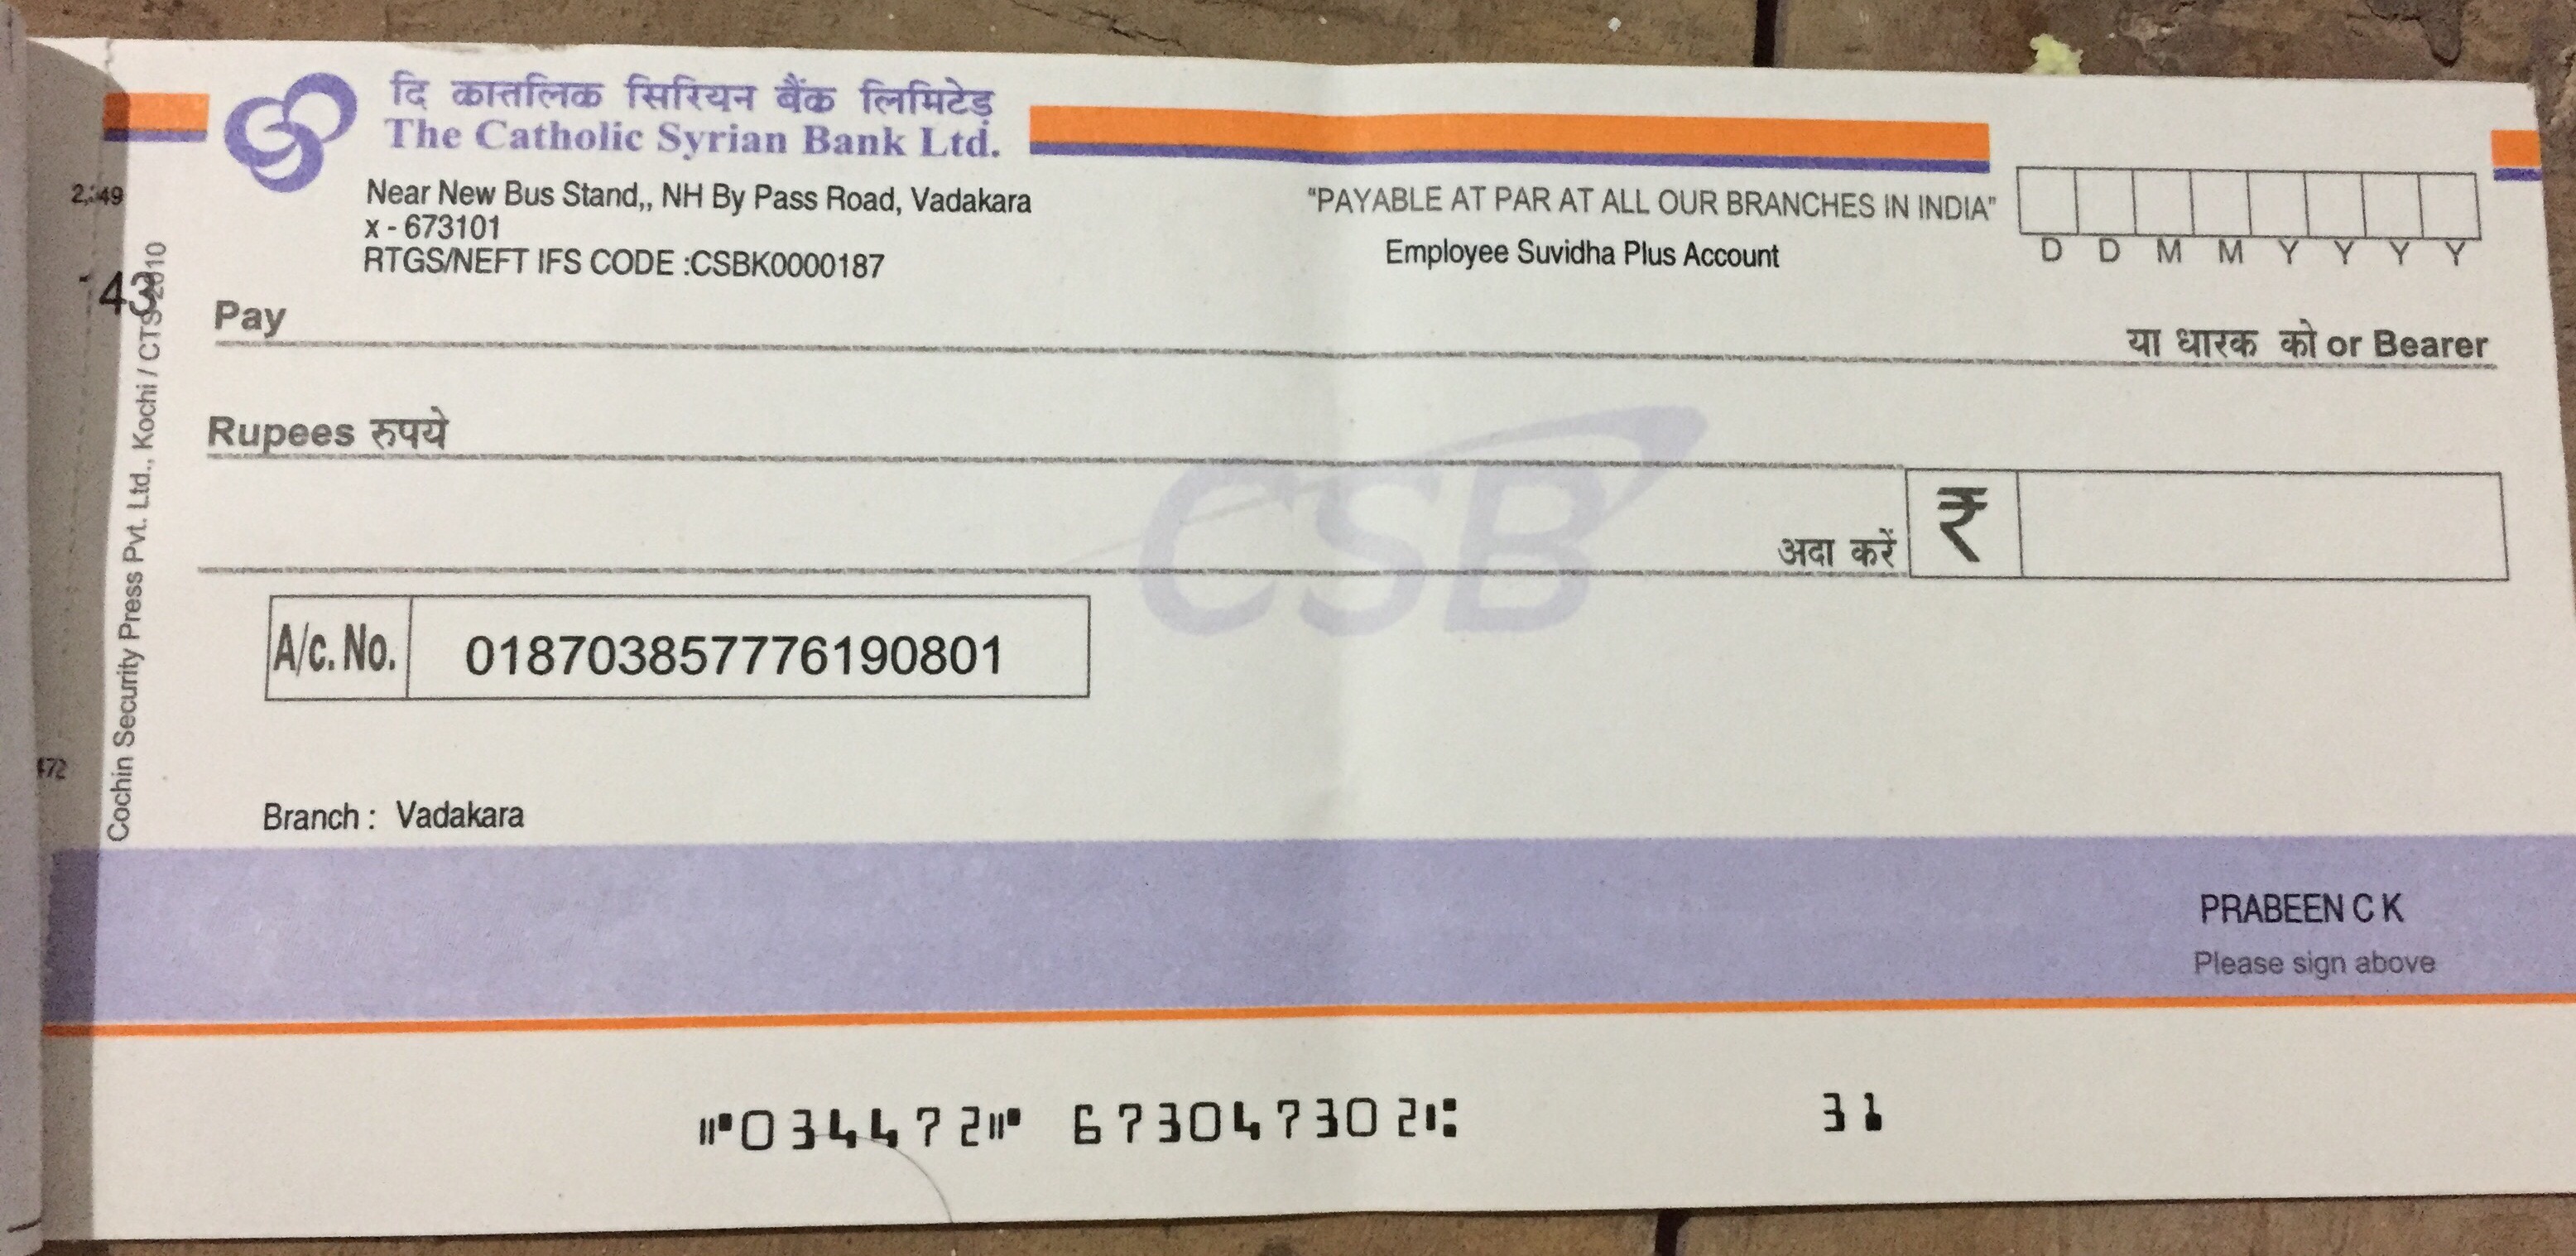 दि कातलिक सिरियन बैंक लिमिटेड़
The Catholic Syrian Bank Ltd.
Near New Bus Stand,, NH By Pass Road, Vadakara
x - 673101
RTGS/NEFT IFS CODE :CSBK0000187
"PAYABLE AT PAR AT ALL OUR BRANCHES IN INDIA"
Employee Suvidha Plus Account
D D M M Y Y Y Y
Pay
या धारक को or Bearer
Rupees रुपये
CSB
अदा करें ₹
A/c. No. 018703857776190801
Branch : Vadakara
Cochin Security Press Pvt. Ltd., Kochi / CTS-2010
PRABEEN C K
Please sign above
034472 673047302 31
472